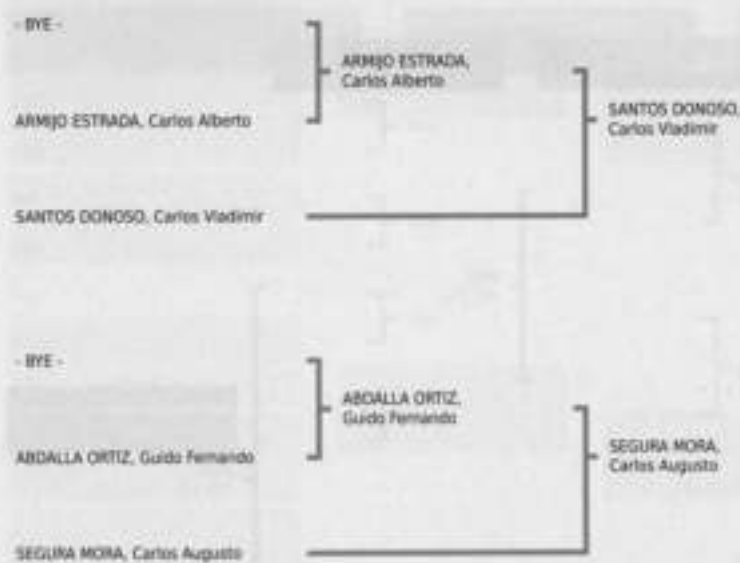 - BYE -
ARMIJO ESTRADA,
Carlos Alberto
ARMIJO ESTRADA, Carlos Alberto
SANTOS DONOSO,
Carlos Vladimir
SANTOS DONOSO, Carlos Vladimir
- BYE -
ABDALLA ORTIZ,
Guido Fernando
ABDALLA ORTIZ, Guido Fernando
SEGURA MORA,
Carlos Augusto
SEGURA MORA, Carlos Augusto